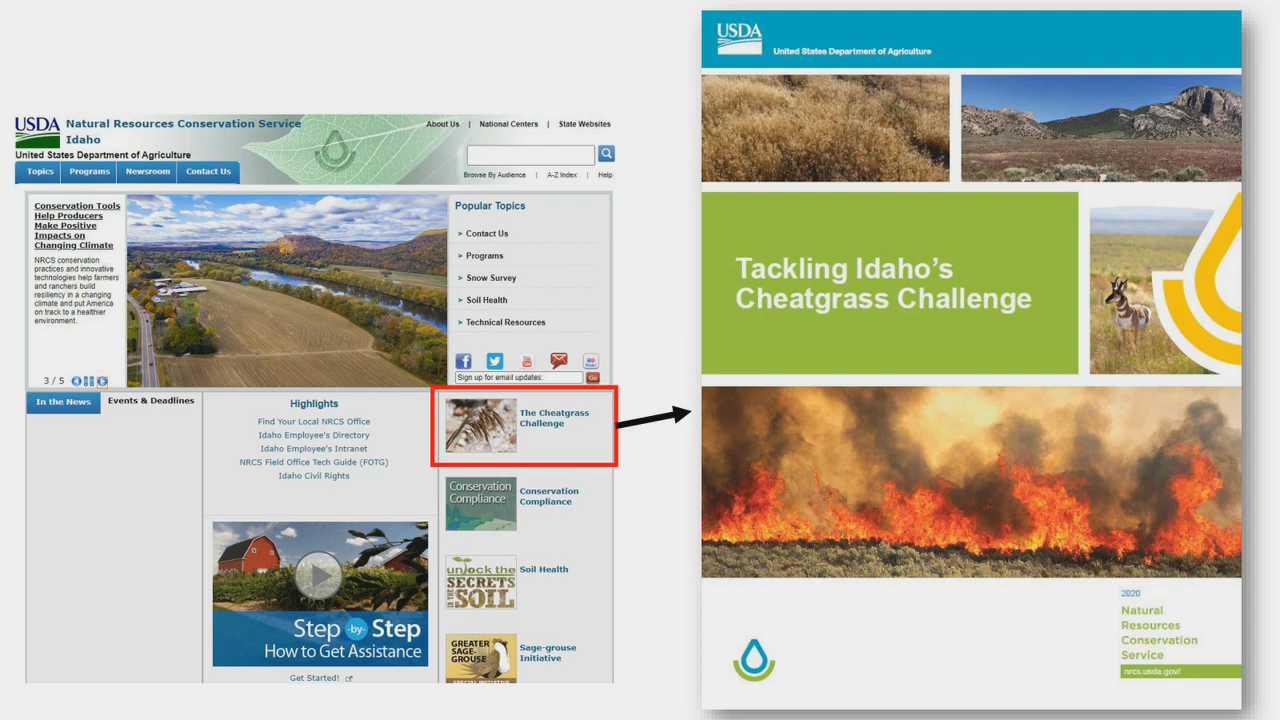 USDA
Natural Resources Conservation Service
Idaho
United States Department of Agriculture
About Us | National Centers | State Websites
Browse By Audience | A-Z Index | Help
Topics
Programs
Newsroom
Contact Us
Conservation Tools
Help Producers
Make Positive
Impacts on
Changing Climate
NRCS conservation
practices and innovative
technologies help farmers
and ranchers build
resiliency in a changing
climate and put America
on track to a healthier
environment.
3 / 5
Popular Topics
> Contact Us
> Programs
> Snow Survey
> Soil Health
> Technical Resources
Sign up for email updates:
Go
In the News
Events & Deadlines
Highlights
Find Your Local NRCS Office
Idaho Employee's Directory
Idaho Employee's Intranet
NRCS Field Office Tech Guide (FOTG)
Idaho Civil Rights
Step -by- Step
How to Get Assistance
Get Started!
The Cheatgrass
Challenge
Conservation
Compliance
Conservation
Compliance
unlock the
SECRETS
IN THE
SOIL
Soil Health
GREATER
SAGE-
GROUSE
Sage-grouse
Initiative
USDA
United States Department of Agriculture
Tackling Idaho's
Cheatgrass Challenge
2020
Natural
Resources
Conservation
Service
nrcs.usda.gov/